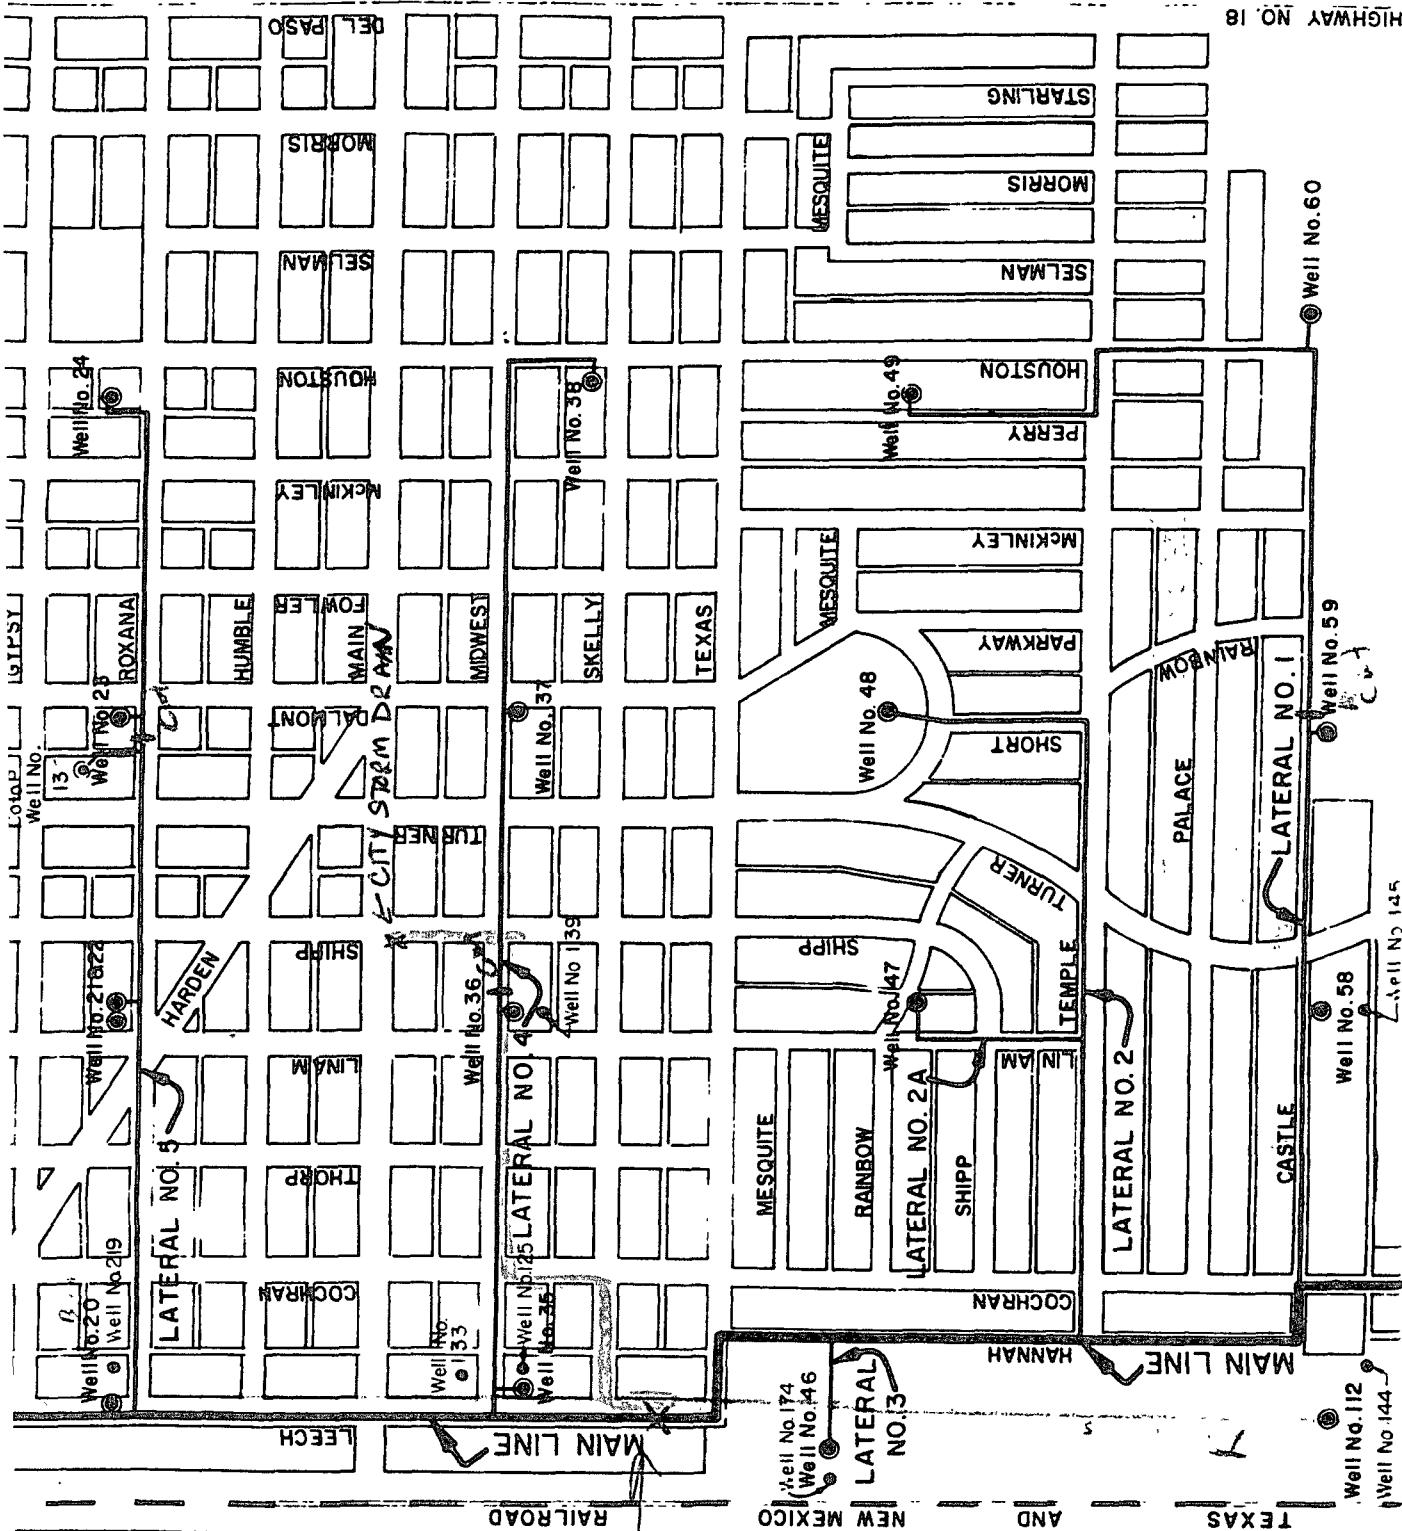 HIGHWAY NO. 18
DEL PASO
STARLING
MORRIS
MESQUITE
MORRIS
SELMAN
SELMAN
Well No. 60
Well No. 24
HOUSTON
Well No. 38
Well No. 49
HOUSTON
PERRY
McKINLEY
MESQUITE
McKINLEY
GYPSY
ROXANA
HUMBLE
FOWLER
MAIN
MIDWEST
SKELLY
TEXAS
PARKWAY
RAINBOW
Well No. 59
Cut
LATERAL NO. 1
Well No. 23
Well No.
13
DALMONT
CITY STORM DRAIN
Well No. 37
Well No. 48
SHORT
PALACE
TURNER
TURNER
Well No. 21&22
HARDEN
SHIPP
Well No. 36
Well No 139
SHIPP
Well No. 47
TEMPLE
Well No. 58
Well No 145
LINAM
LATERAL NO. 4
LINAM
LATERAL NO. 2A
LATERAL NO. 2
LATERAL NO. 5
THORP
MESQUITE
RAINBOW
SHIPP
CASTLE
Well No. 20
Well No 219
COCHRAN
Well No. 133
Well No. 125
Well No. 35
COCHRAN
HANNAH
MAIN LINE
LEECH
MAIN LINE
Well No. 174
Well No. 46
LATERAL NO. 3
Well No. 12
Well No. 144
RAILROAD
NEW MEXICO
AND
TEXAS